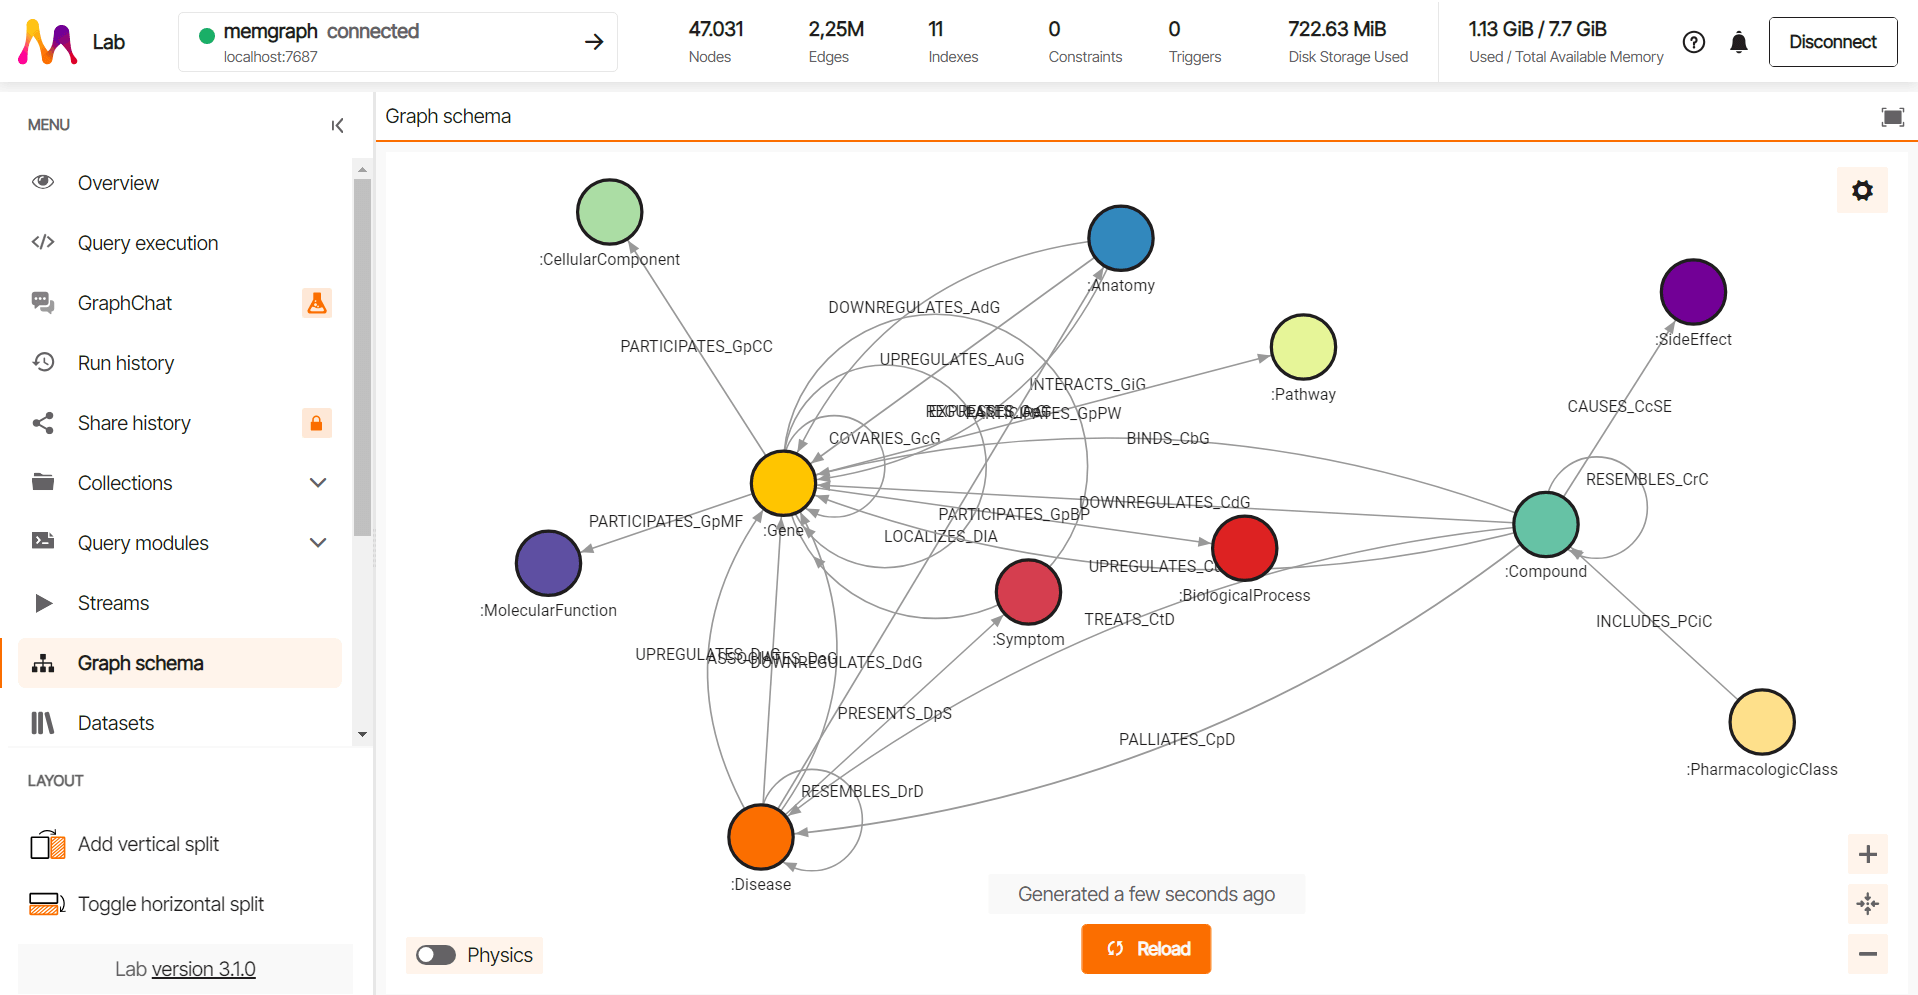 Lab
memgraph connected
localhost:7687
47.031
Nodes
2,25M
Edges
11
Indexes
0
Constraints
0
Triggers
722.63 MiB
Disk Storage Used
1.13 GiB / 7.7 GiB
Used / Total Available Memory
Disconnect
MENU
Overview
Query execution
GraphChat
Run history
Share history
Collections
Query modules
Streams
Graph schema
Datasets
LAYOUT
Add vertical split
Toggle horizontal split
Lab version 3.1.0
Graph schema
:CellularComponent
:Anatomy
:SideEffect
DOWNREGULATES_AdG
PARTICIPATES_GpCC
UPREGULATES_AuG
INTERACTS_GiG
:Pathway
CAUSES_CcSE
PARTICIPATES_GpPW
COVARIES_GcG
BINDS_CbG
RESEMBLES_CrC
DOWNREGULATES_CdG
PARTICIPATES_GpMF
:Gene
PARTICIPATES_GpBP
LOCALIZES_DlA
UPREGULATES_C
:Compound
:BiologicalProcess
:MolecularFunction
:Symptom
TREATS_CtD
INCLUDES_PCiC
UPREGULATES
DOWNREGULATES_DdG
PRESENTS_DpS
PALLIATES_CpD
:PharmacologicClass
RESEMBLES_DrD
:Disease
Generated a few seconds ago
Reload
Physics